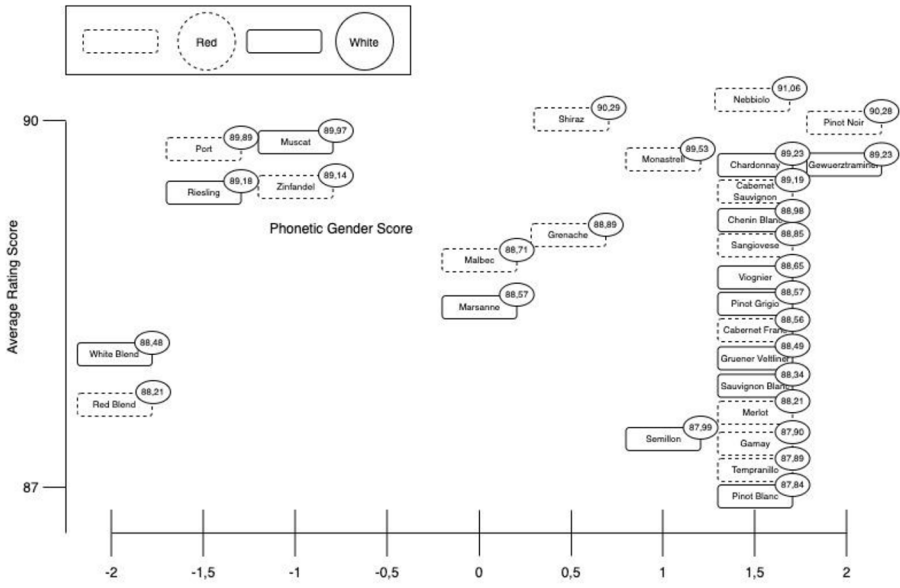 Red
White
91,06
Nebbiolo
90,29
Shiraz
90,28
Pinot Noir
90
89,89
Port
89,97
Muscat
89,53
Monastrell
89,23
Chardonnay
89,23
Gewuerztraminer
89,18
Riesling
89,14
Zinfandel
89,19
Cabernet
Sauvignon
88,98
Chenin Blanc
Phonetic Gender Score
88,89
Grenache
88,85
Sangiovese
88,71
Malbec
88,65
Viognier
88,57
Marsanne
88,57
Pinot Grigio
88,56
Cabernet Franc
88,48
White Blend
88,49
Gruener Veltliner
88,34
Sauvignon Blanc
88,21
Red Blend
88,21
Merlot
87,99
Semillon
87,90
Gamay
87,89
Tempranillo
87,84
Pinot Blanc
87
Average Rating Score
-2
-1,5
-1
-0,5
0
0,5
1
1,5
2